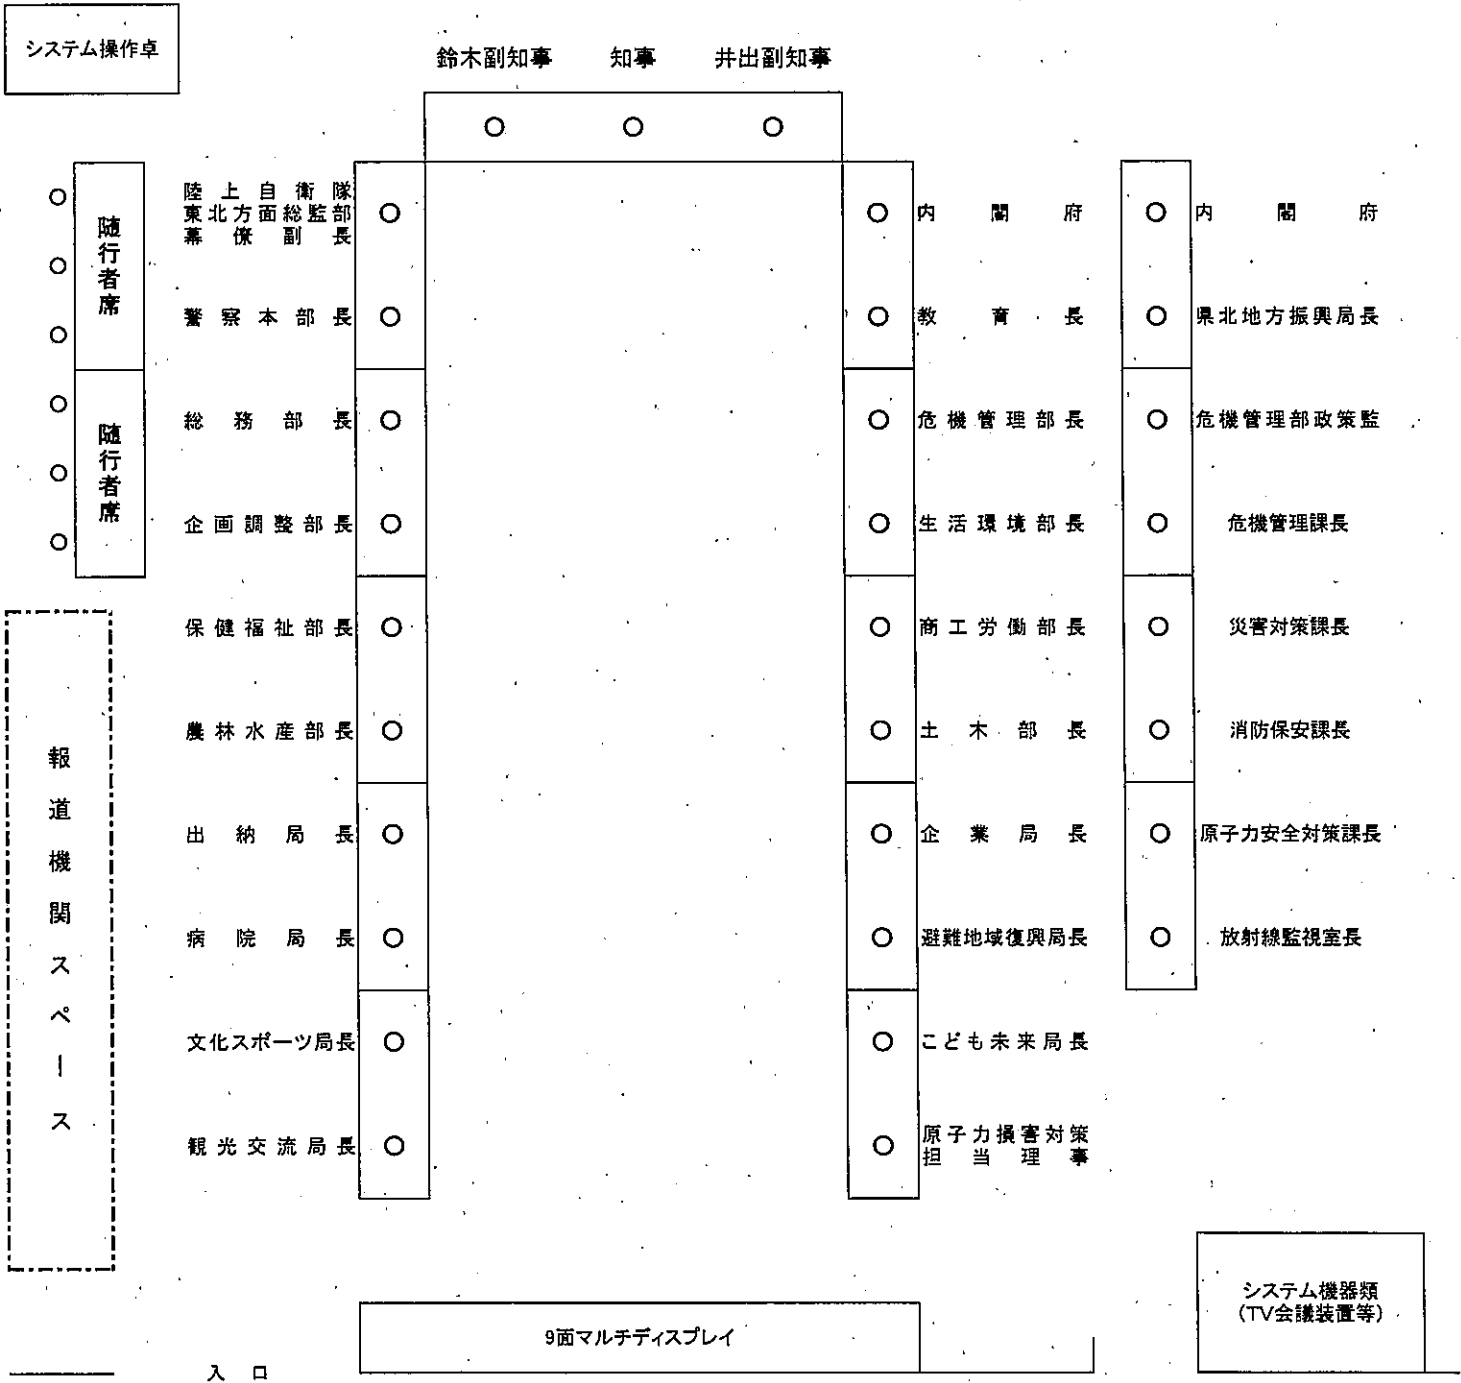 システム操作卓
鈴木副知事 知事 井出副知事
随行者席
随行者席
報道機関スペース
陸上自衛隊
東北方面総監部
幕僚副長
警察本部長
総務部長
企画調整部長
保健福祉部長
農林水産部長
出納局長
病院局長
文化スポーツ局長
観光交流局長
内閣府
教育長
危機管理部長
生活環境部長
商工労働部長
土木部長
企業局長
避難地域復興局長
こども未来局長
原子力損害対策
担当理事
内閣府
県北地方振興局長
危機管理部政策監
危機管理課長
災害対策課長
消防保安課長
原子力安全対策課長
放射線監視室長
システム機器類
(TV会議装置等)
9面マルチディスプレイ
入口